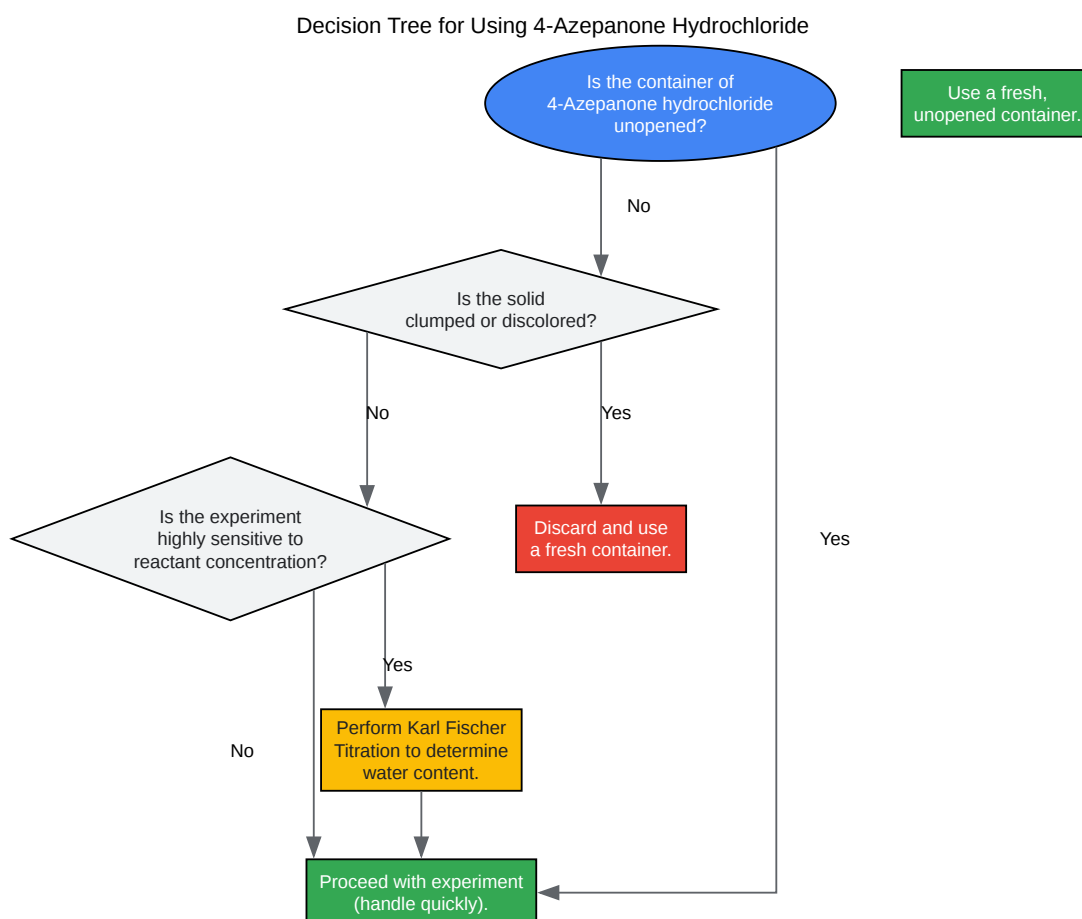 Decision Tree for Using 4-Azepanone Hydrochloride
Is the container of
4-Azepanone hydrochloride
unopened?
Use a fresh,
unopened container.
No
Is the solid
clumped or discolored?
No
Yes
Is the experiment
highly sensitive to
reactant concentration?
Discard and use
a fresh container.
Yes
Yes
Perform Karl Fischer
Titration to determine
water content.
No
Proceed with experiment
(handle quickly).